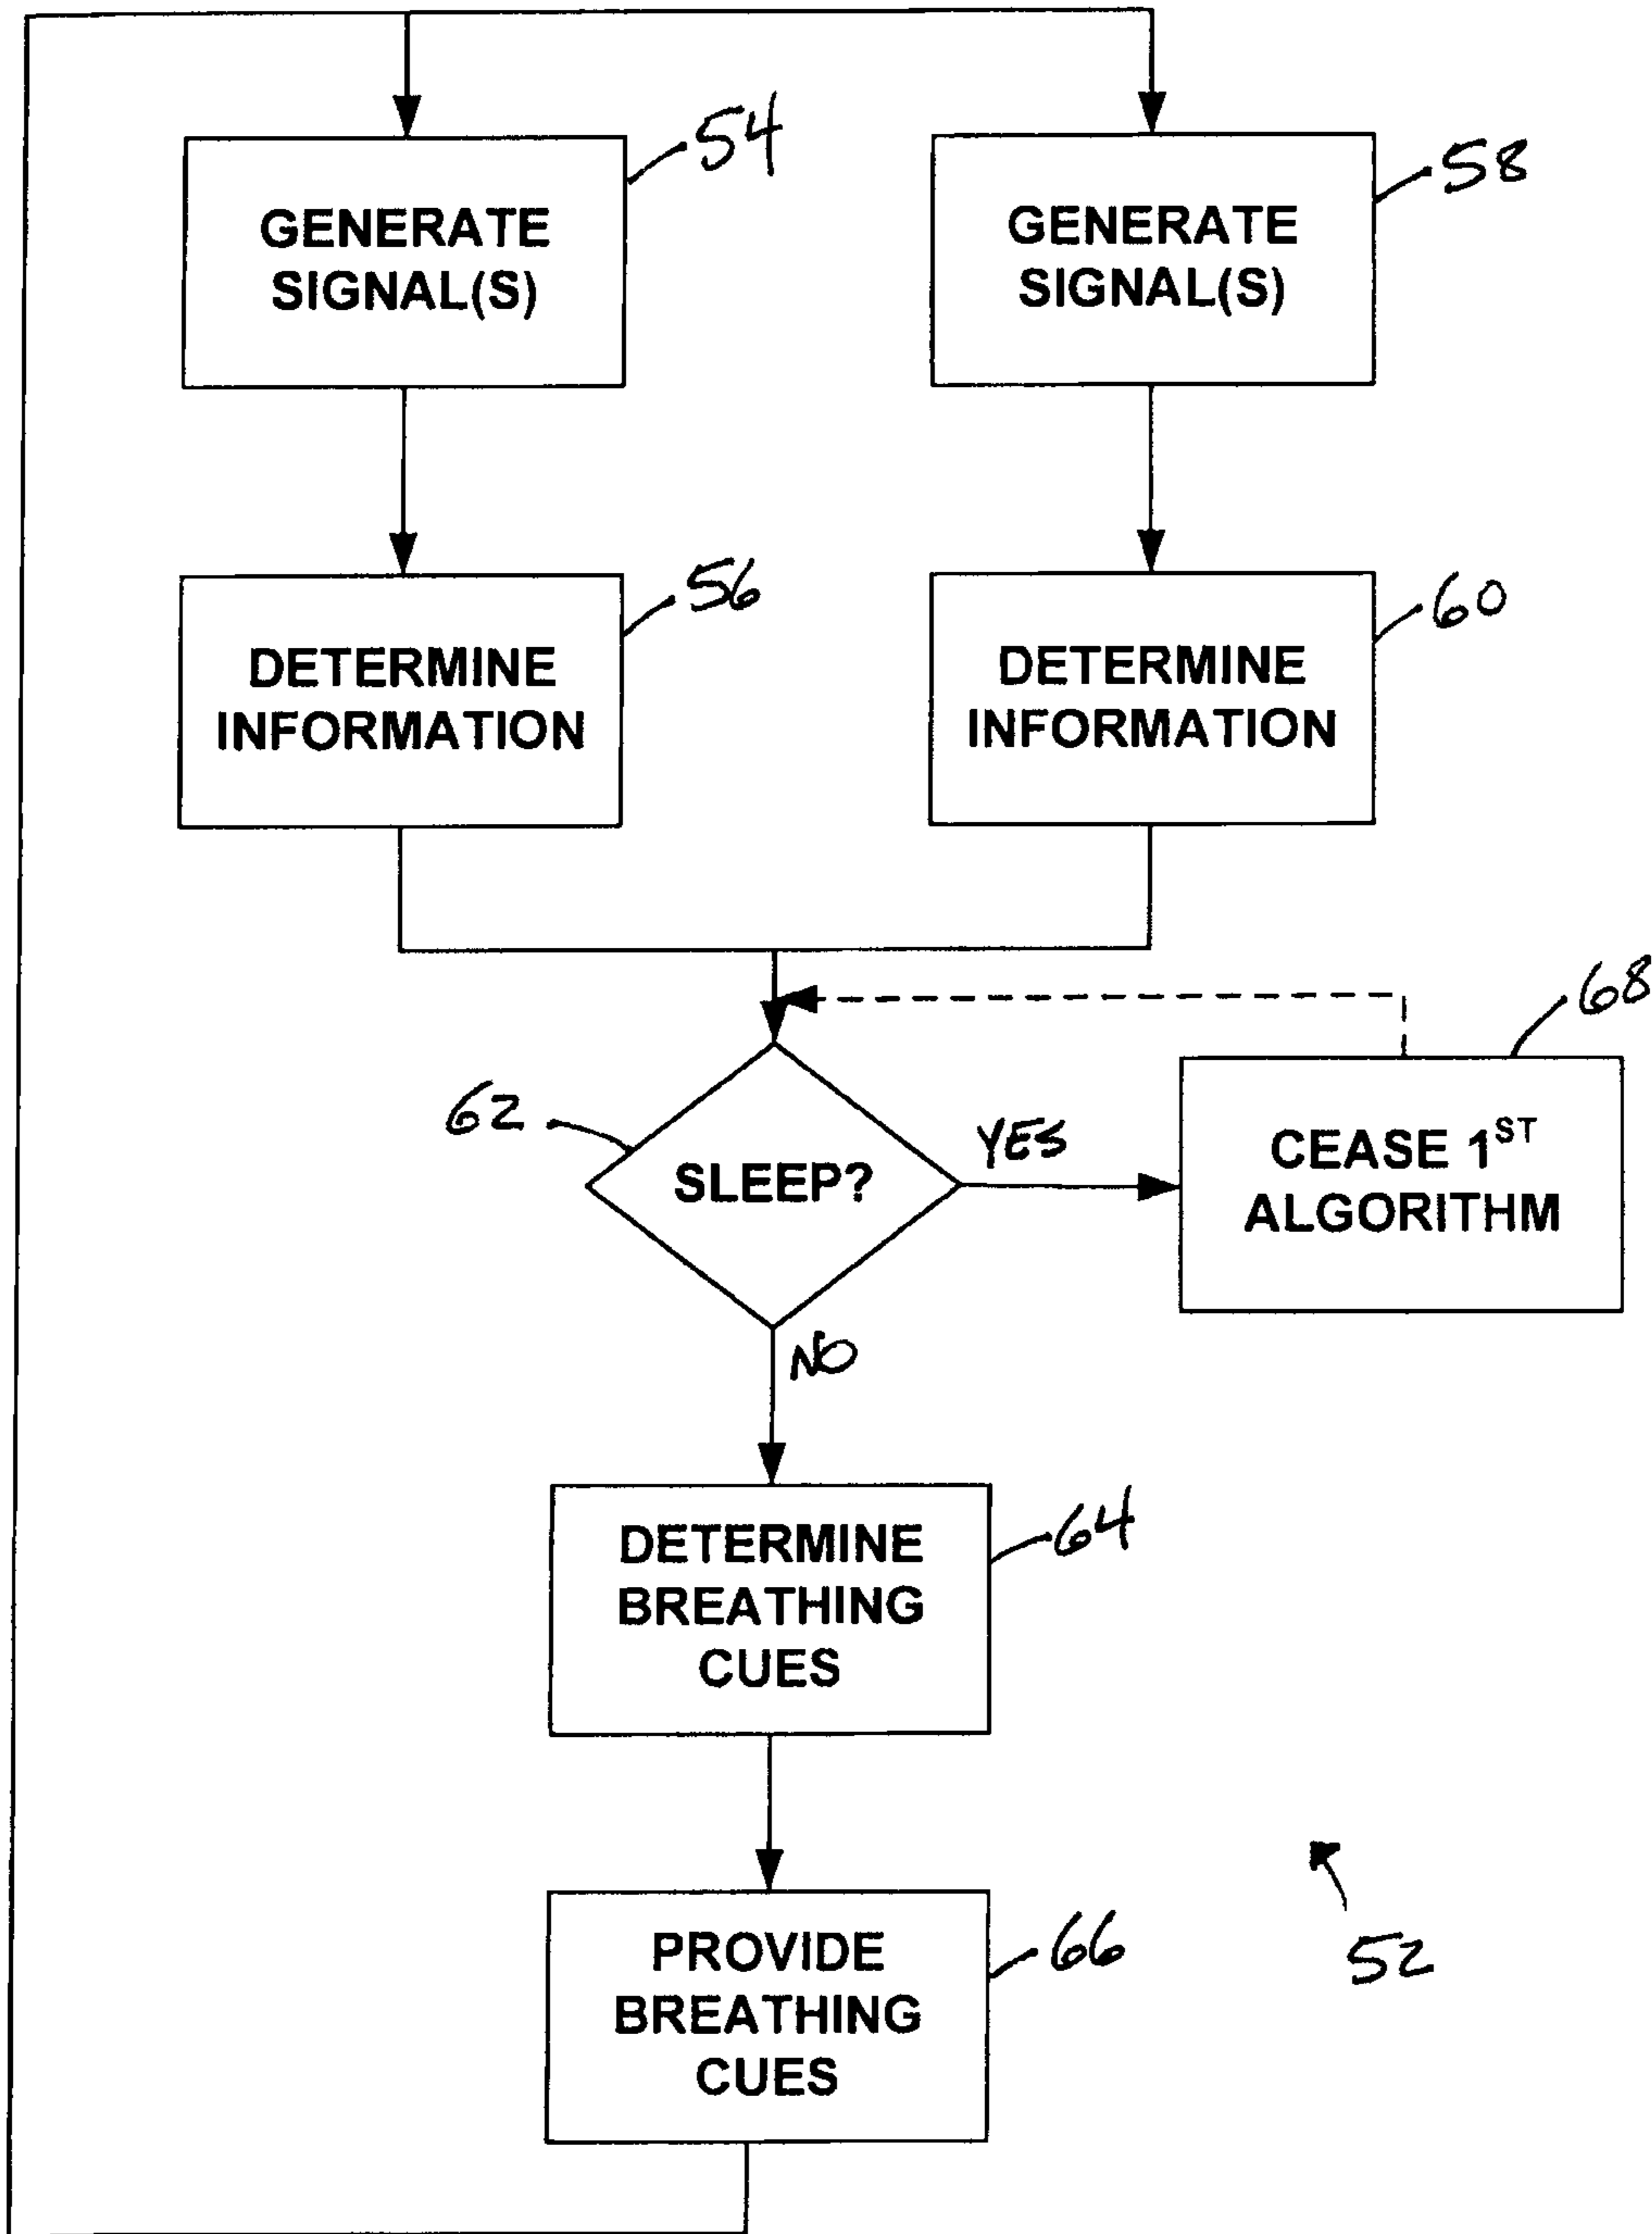 54
GENERATE
SIGNAL(S)
58
GENERATE
SIGNAL(S)
56
DETERMINE
INFORMATION
60
DETERMINE
INFORMATION
62
SLEEP?
YES
68
CEASE 1ST
ALGORITHM
NO
64
DETERMINE
BREATHING
CUES
66
PROVIDE
BREATHING
CUES
52